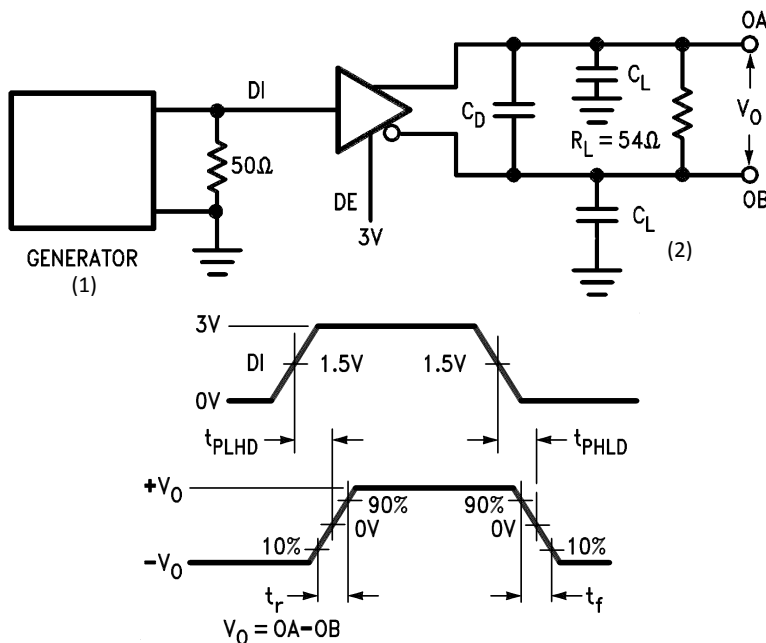 OA
DI
C_L
C_D
V_O
50Ω
R_L = 54Ω
DE
OB
3V
C_L
GENERATOR
(1)
(2)
3V
DI
1.5V
1.5V
0V
t_PLHD
t_PHLD
+V_O
90%
90%
0V
0V
10%
10%
-V_O
t_r
t_f
V_O = OA-OB